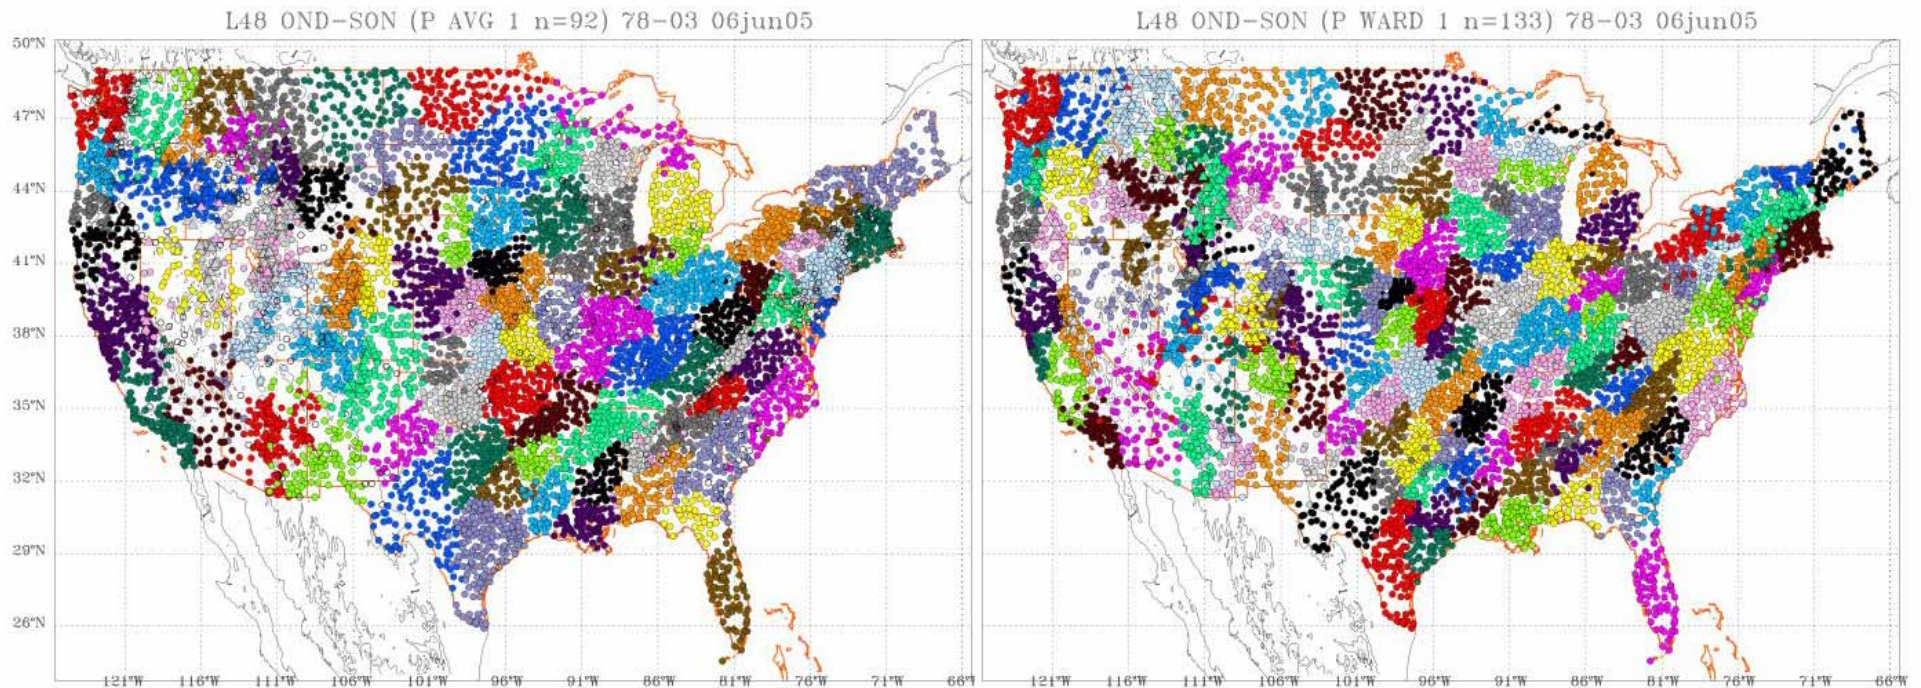 L48 OND-SON (P AVG 1 n=92) 78-03 06jun05
L48 OND-SON (P WARD 1 n=133) 78-03 06jun05
50°N
47°N
44°N
41°N
38°N
35°N
32°N
29°N
26°N
121°W 116°W 111°W 106°W 101°W 96°W 91°W 86°W 81°W 76°W 71°W 66°W
121°W 116°W 111°W 106°W 101°W 96°W 91°W 86°W 81°W 76°W 71°W 66°W